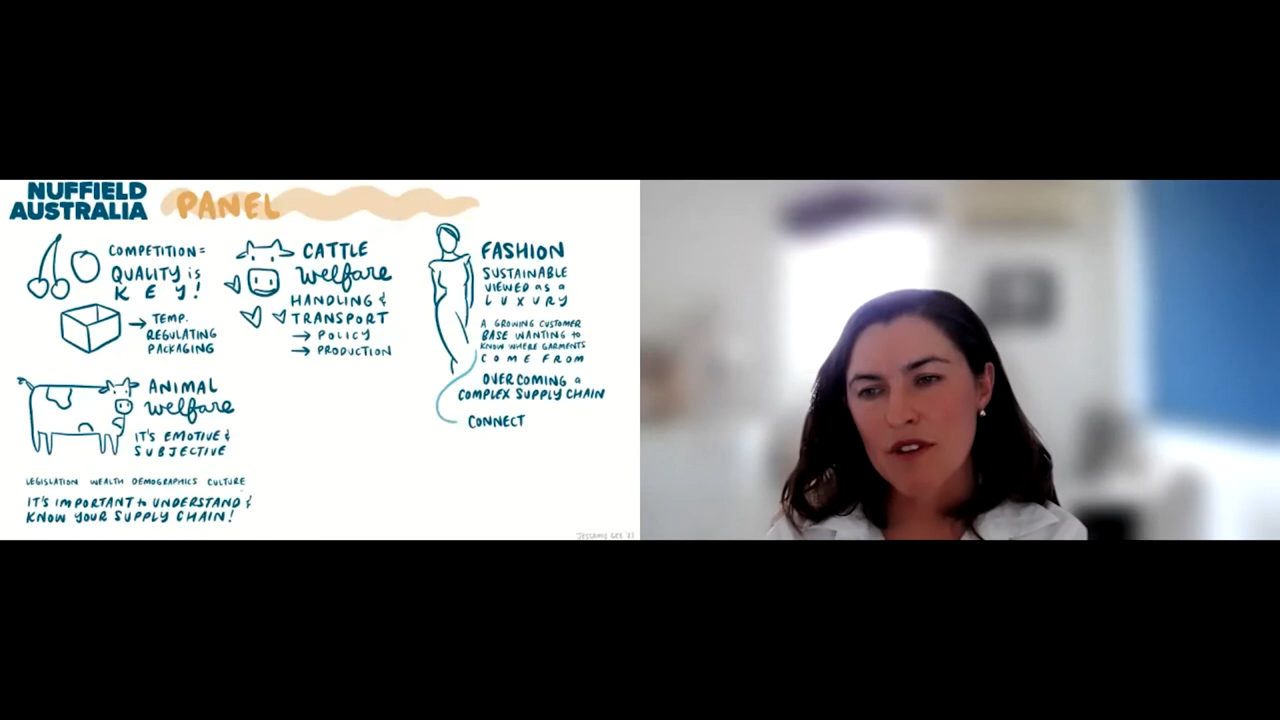 NUFFIELD
AUSTRALIA
PANEL
COMPETITION =
QUALITY is
KEY!
→ TEMP.
REGULATING
PACKAGING
CATTLE
welfare
HANDLING &
TRANSPORT
→ POLICY
→ PRODUCTION
FASHION
SUSTAINABLE
VIEWED as a
LUXURY
A GROWING CUSTOMER
BASE WANTING to
KNOW WHERE GARMENTS
COME FROM
OVERCOMING a
COMPLEX SUPPLY CHAIN
CONNECT
ANIMAL
welfare
IT'S EMOTIVE &
SUBJECTIVE
LEGISLATION WEALTH DEMOGRAPHICS CULTURE
IT'S IMPORTANT to UNDERSTAND &
KNOW YOUR SUPPLY CHAIN!